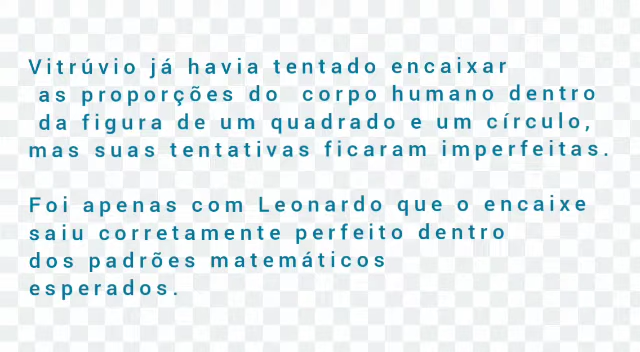 Vitrúvio já havia tentado encaixar
as proporções do corpo humano dentro
da figura de um quadrado e um círculo,
mas suas tentativas ficaram imperfeitas.
Foi apenas com Leonardo que o encaixe
saiu corretamente perfeito dentro
dos padrões matemáticos
esperados.